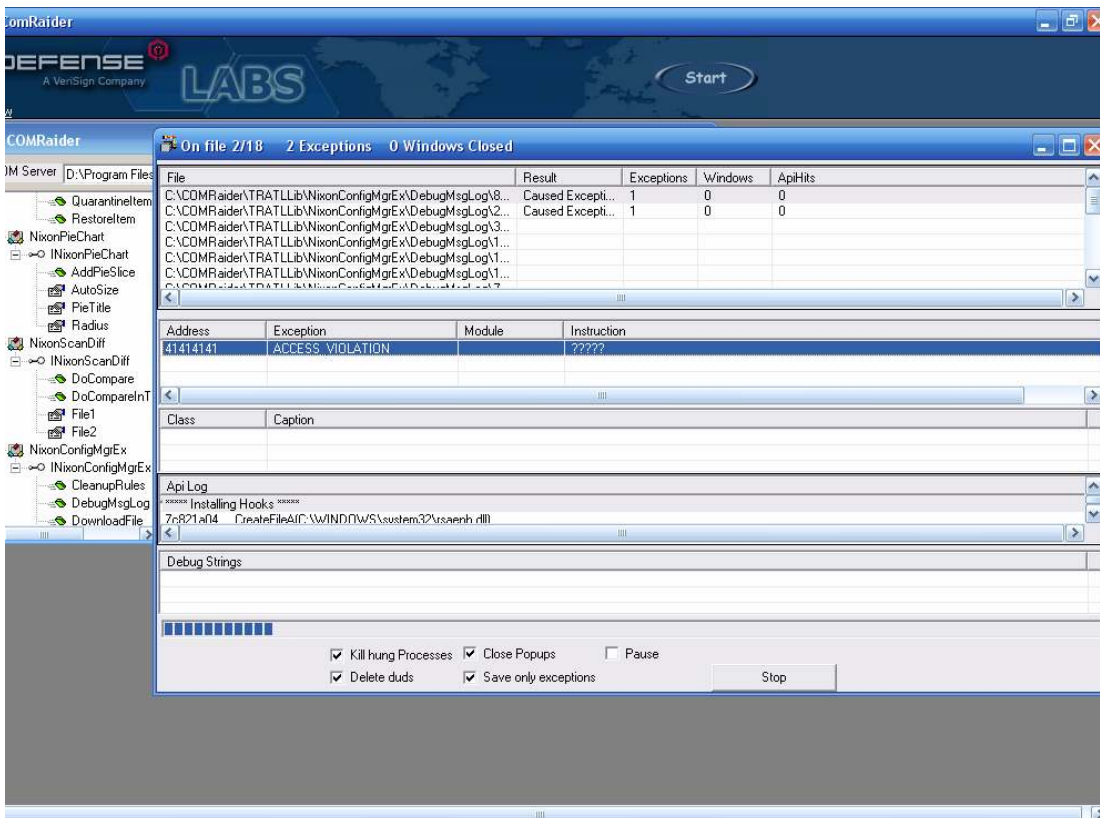 ComRaider
DEFENSE
A VeriSign Company
LABS
Start
COMRaider
On file 2/18 2 Exceptions 0 Windows Closed
OM Server D:\Program Files
QuarantineItem
RestoreItem
NixonPieChart
INixonPieChart
AddPieSlice
AutoSize
PieTitle
Radius
NixonScanDiff
INixonScanDiff
DoCompare
DoCompareInT
File1
File2
NixonConfigMgrEx
INixonConfigMgrEx
CleanupRules
DebugMsgLog
DownloadFile
File Result Exceptions Windows ApiHits
C:\COMRaider\TRATLLib\NixonConfigMgrEx\DebugMsgLog\8... Caused Excepti... 1 0 0
C:\COMRaider\TRATLLib\NixonConfigMgrEx\DebugMsgLog\2... Caused Excepti... 1 0 0
C:\COMRaider\TRATLLib\NixonConfigMgrEx\DebugMsgLog\3...
C:\COMRaider\TRATLLib\NixonConfigMgrEx\DebugMsgLog\1...
C:\COMRaider\TRATLLib\NixonConfigMgrEx\DebugMsgLog\1...
C:\COMRaider\TRATLLib\NixonConfigMgrEx\DebugMsgLog\1...
C:\COMRaider\TRATLLib\NixonConfigMgrEx\DebugMsgLog\7...
Address Exception Module Instruction
41414141 ACCESS_VIOLATION ?????
Class Caption
Api Log
***** Installing Hooks *****
7c821a04 CreateFileA(C:\WINDOWS\system32\rsaenh.dll)
Debug Strings
Kill hung Processes Close Popups Pause
Delete duds Save only exceptions Stop